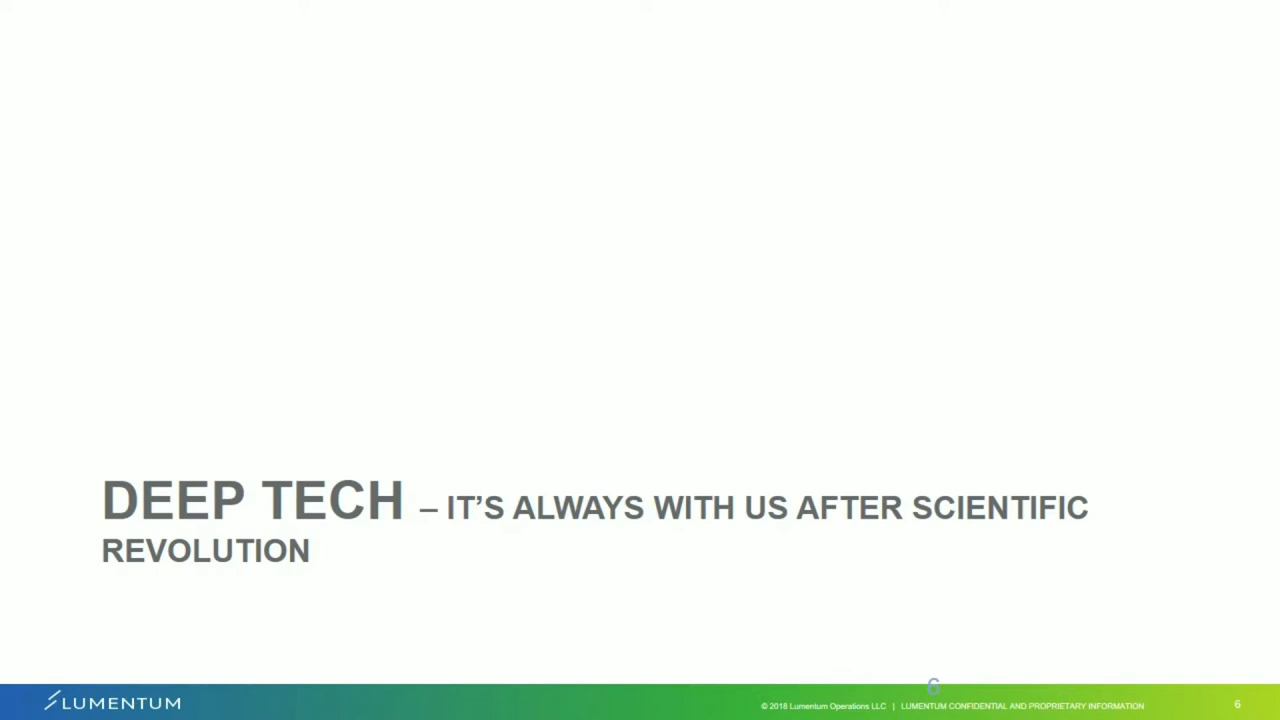 DEEP TECH – IT’S ALWAYS WITH US AFTER SCIENTIFIC
REVOLUTION
6
LUMENTUM
© 2018 Lumentum Operations LLC | LUMENTUM CONFIDENTIAL AND PROPRIETARY INFORMATION
6